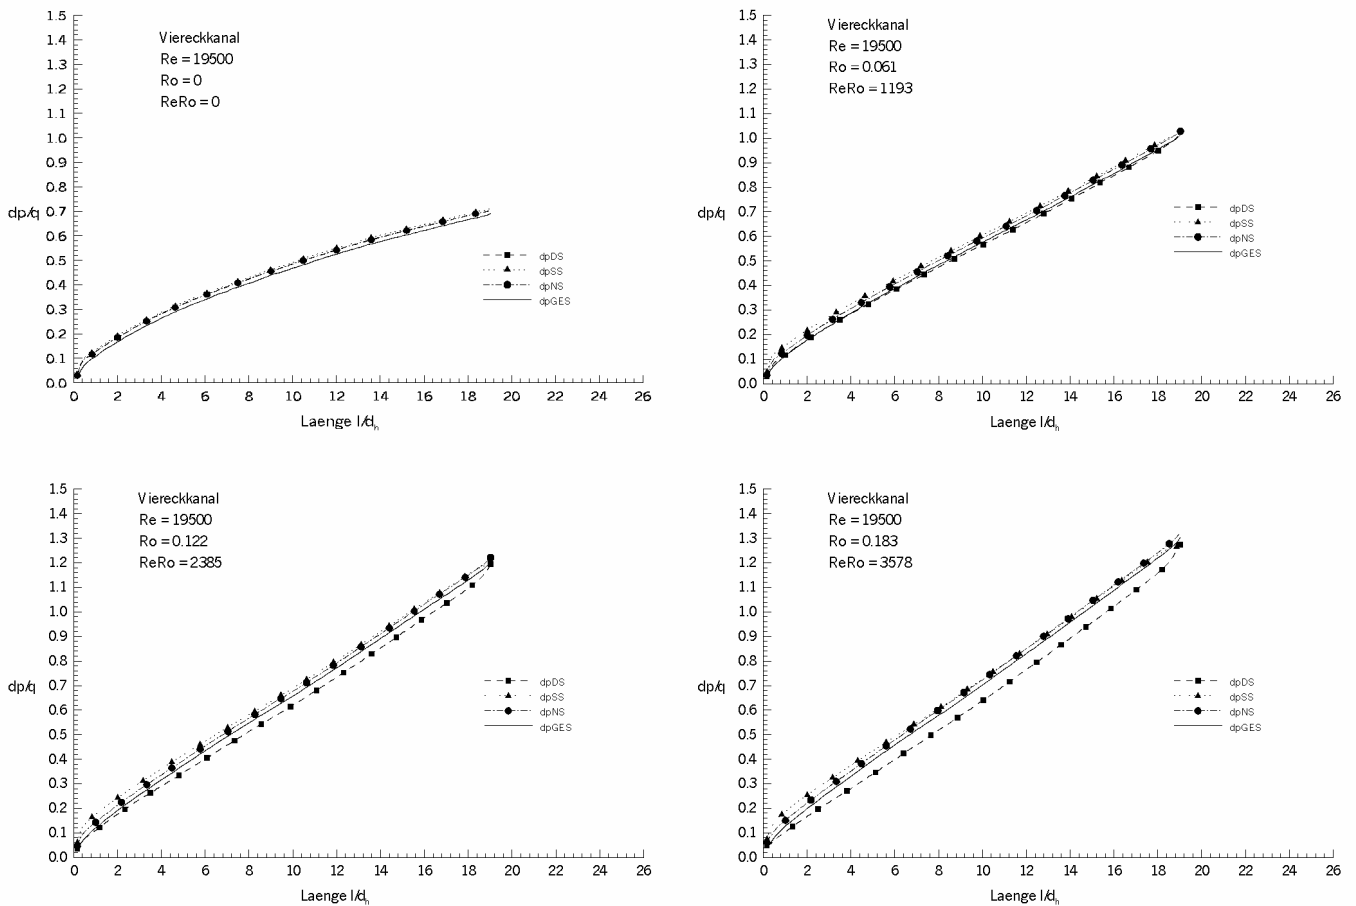 Viereckkanal
Re = 19500
Ro = 0
ReRo = 0
1.5
1.4
1.3
1.2
1.1
1.0
0.9
0.8
0.7
0.6
0.5
0.4
0.3
0.2
0.1
0.0
dp/q
0 2 4 6 8 10 12 14 16 18 20 22 24 26
Laenge l/dh
dpDS
dpSS
dpNS
dpGES
Viereckkanal
Re = 19500
Ro = 0.061
ReRo = 1193
1.5
1.4
1.3
1.2
1.1
1.0
0.9
0.8
0.7
0.6
0.5
0.4
0.3
0.2
0.1
0.0
dp/q
0 2 4 6 8 10 12 14 16 18 20 22 24 26
Laenge l/dh
dpDS
dpSS
dpNS
dpGES
Viereckkanal
Re = 19500
Ro = 0.122
ReRo = 2385
1.5
1.4
1.3
1.2
1.1
1.0
0.9
0.8
0.7
0.6
0.5
0.4
0.3
0.2
0.1
0.0
dp/q
0 2 4 6 8 10 12 14 16 18 20 22 24 26
Laenge l/dh
dpDS
dpSS
dpNS
dpGES
Viereckkanal
Re = 19500
Ro = 0.183
ReRo = 3578
1.5
1.4
1.3
1.2
1.1
1.0
0.9
0.8
0.7
0.6
0.5
0.4
0.3
0.2
0.1
0.0
dp/q
0 2 4 6 8 10 12 14 16 18 20 22 24 26
Laenge l/dh
dpDS
dpSS
dpNS
dpGES